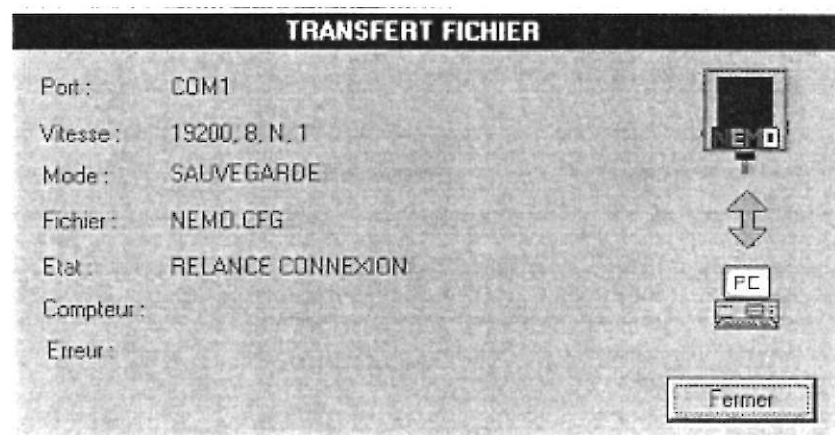 TRANSFERT FICHIER
Port : COM1
Vitesse : 19200, 8, N, 1
Mode : SAUVEGARDE
Fichier : NEMO.CFG
Etat : RELANCE CONNEXION
Compteur :
Erreur :
NEMO
PC
Fermer